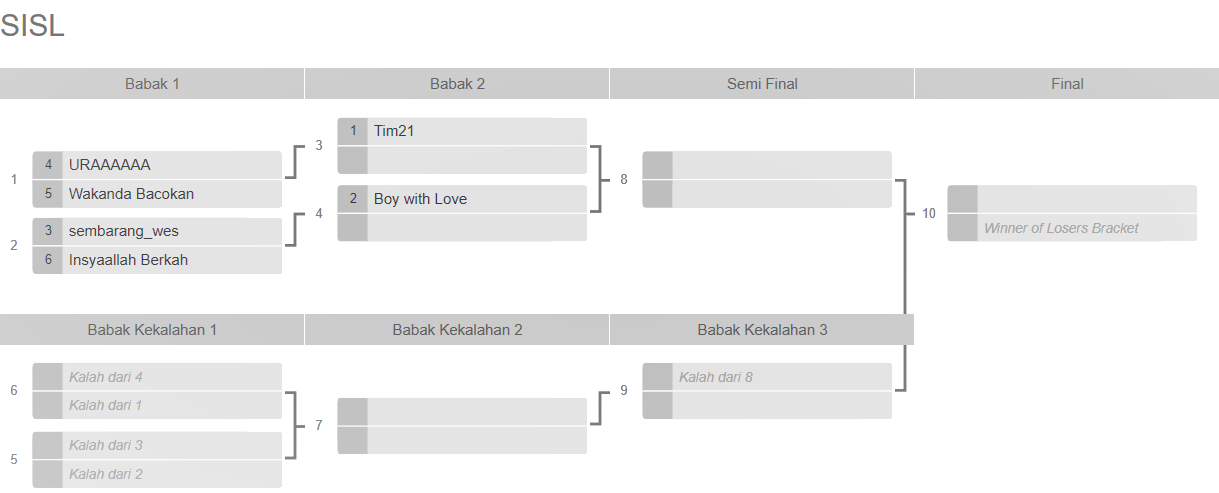 SISL
Babak 1 Babak 2 Semi Final Final
1 Tim21
3
4 URAAAAAA
1
8
5 Wakanda Bacokan
2 Boy with Love
4
10
3 sembarang_wes
Winner of Losers Bracket
2
6 Insyaallah Berkah
Babak Kekalahan 1 Babak Kekalahan 2 Babak Kekalahan 3
Kalah dari 4
6
Kalah dari 1
Kalah dari 8
9
7
Kalah dari 3
5
Kalah dari 2